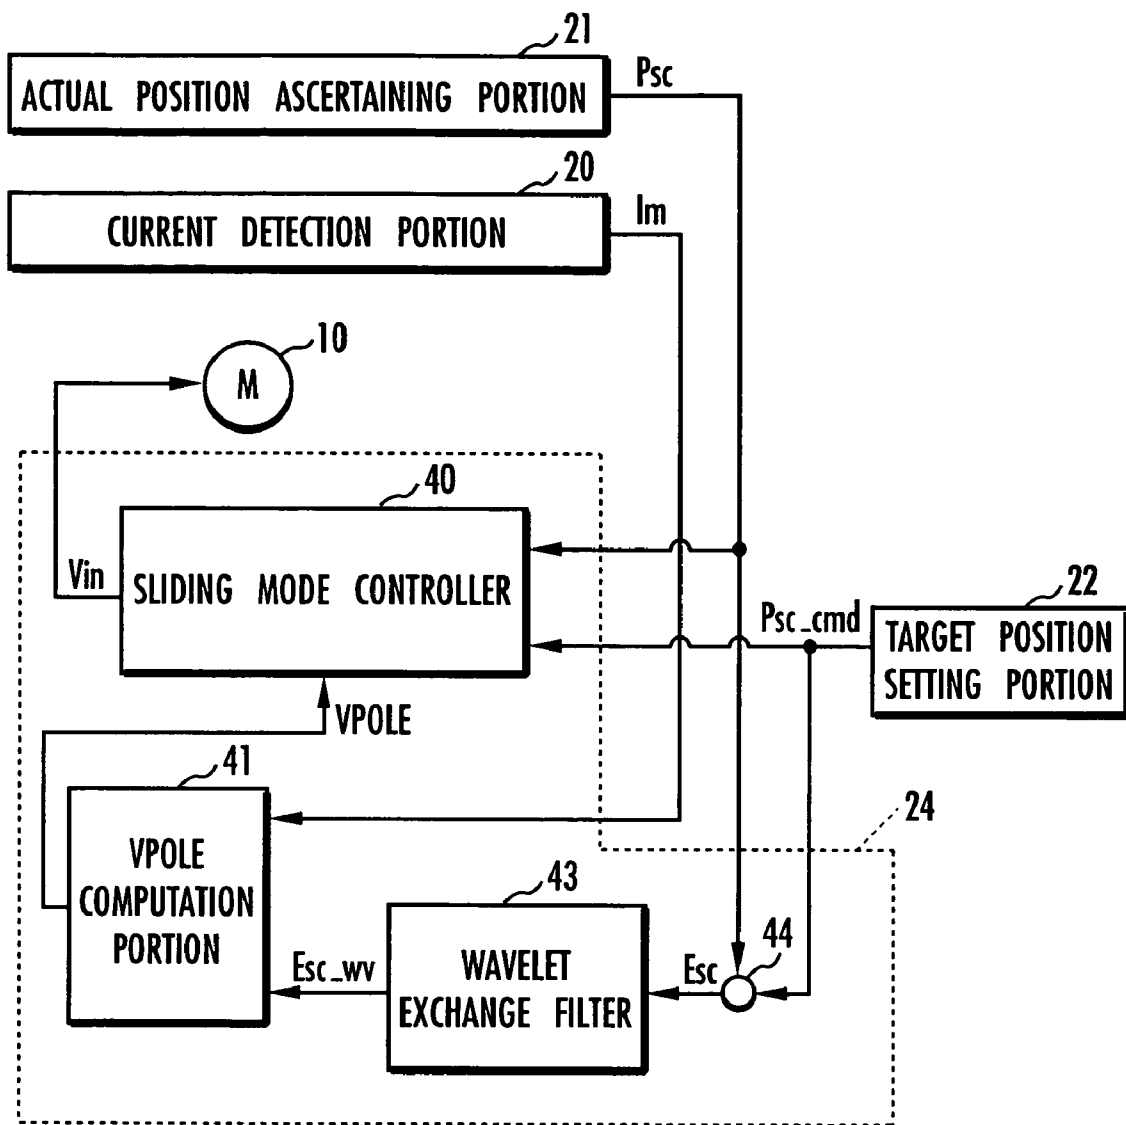 21
ACTUAL POSITION ASCERTAINING PORTION
Psc
20
CURRENT DETECTION PORTION
Im
10
M
40
SLIDING MODE CONTROLLER
Vin
22
Psc_cmd
TARGET POSITION
SETTING PORTION
VPOLE
41
VPOLE
COMPUTATION
PORTION
24
43
WAVELET
EXCHANGE FILTER
Esc_wv
Esc
44